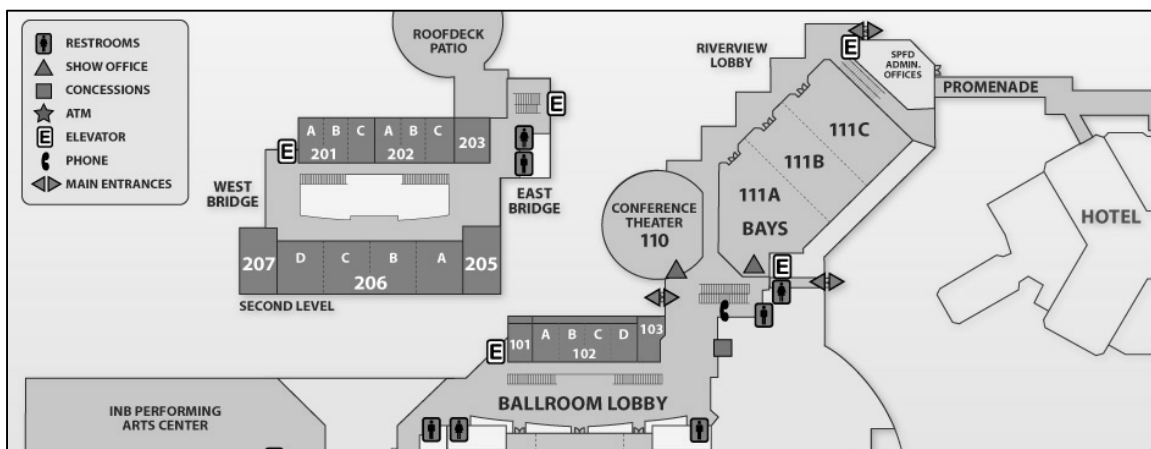 RESTROOMS
SHOW OFFICE
CONCESSIONS
ATM
E ELEVATOR
PHONE
MAIN ENTRANCES
ROOFDECK
PATIO
E
A B C A B C
201 202 203
E
WEST
BRIDGE
EAST
BRIDGE
207
D C B A
206
205
SECOND LEVEL
RIVERVIEW
LOBBY
E
SPFD
ADMIN.
OFFICES
PROMENADE
111C
111B
111A
BAYS
CONFERENCE
THEATER
110
HOTEL
E
E
101
A B C D
102
103
BALLROOM LOBBY
INB PERFORMING
ARTS CENTER